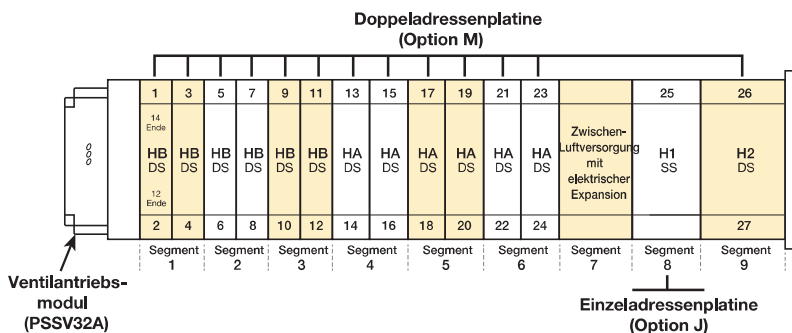 Doppeladressenplatine
(Option M)
1 3 5 7 9 11 13 15 17 19 21 23 25 26
14
Ende
HB HB HB HB HB HB HA HA HA HA HA HA H1 H2
DS DS DS DS DS DS DS DS DS DS DS DS SS DS
Zwischen-
Luftversorgung
mit
elektrischer
Expansion
12
Ende
2 4 6 8 10 12 14 16 18 20 22 24 27
Segment Segment Segment Segment Segment Segment Segment Segment Segment
1 2 3 4 5 6 7 8 9
Ventilantriebs-
modul
(PSSV32A)
Einzeladressenplatine
(Option J)